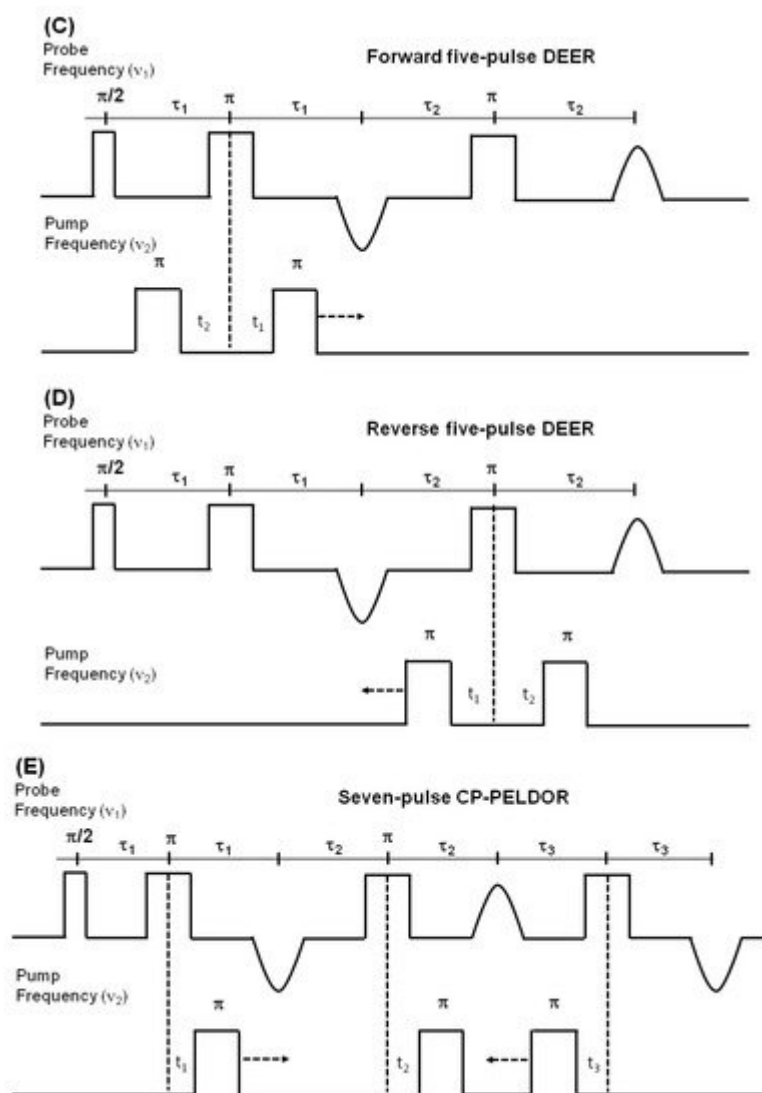 (C)
Probe
Frequency (ν₁)
Forward five-pulse DEER
π/2 τ₁ π τ₁ τ₂ π τ₂
Pump
Frequency (ν₂)
π π
t₂ t₁
(D)
Probe
Frequency (ν₁)
Reverse five-pulse DEER
π/2 τ₁ π τ₁ τ₂ π τ₂
Pump
Frequency (ν₂)
π π
t₁ t₂
(E)
Probe
Frequency (ν₁)
Seven-pulse CP-PELDOR
π/2 τ₁ π τ₁ τ₂ π τ₂ τ₃ π τ₃
Pump
Frequency (ν₂)
π π π
t₁ t₂ t₃